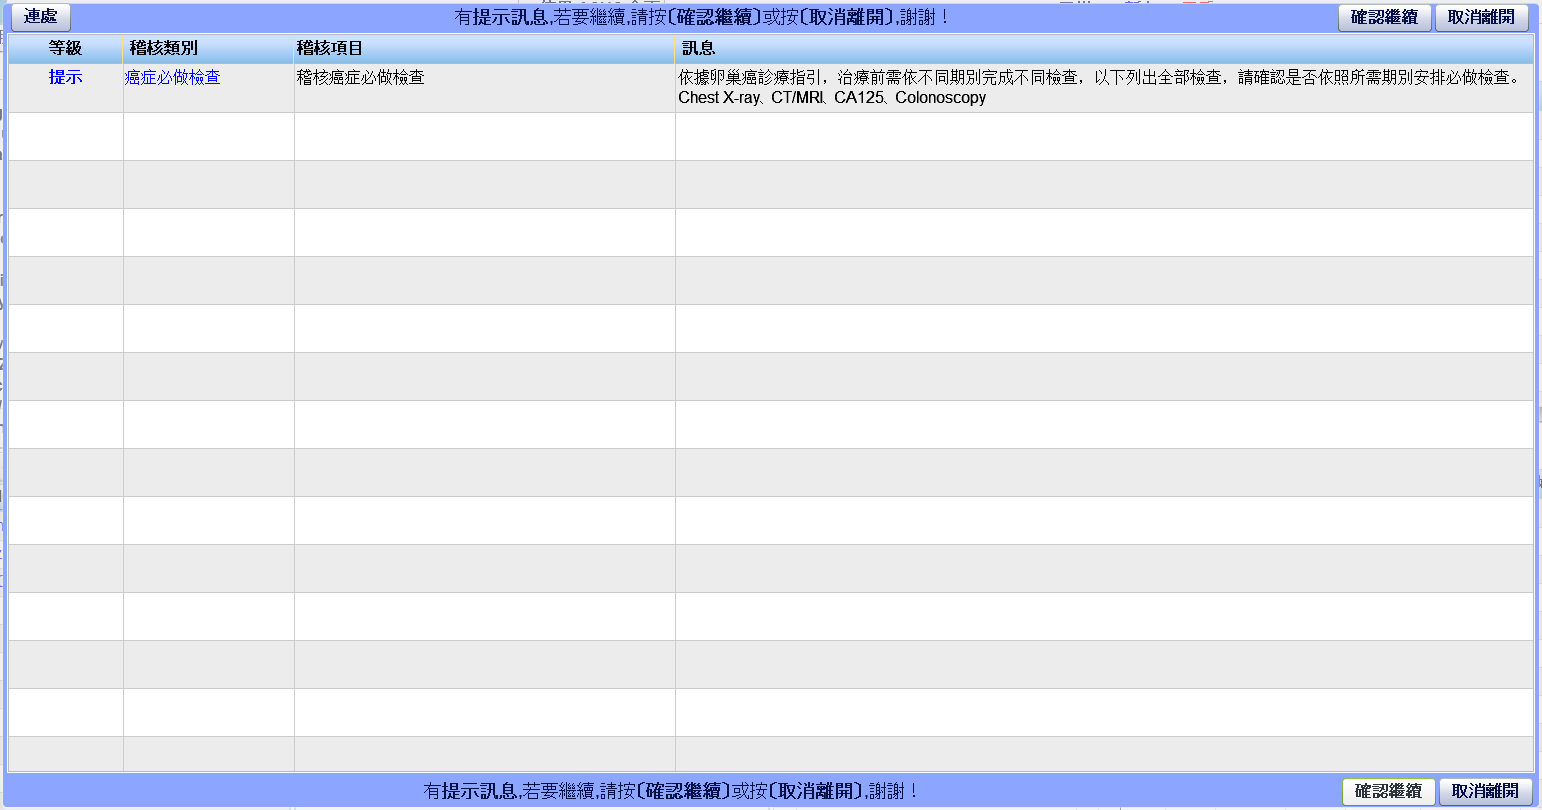 連處
有提示訊息,若要繼續,請按〔確認繼續〕或按〔取消離開〕,謝謝！
確認繼續
取消離開
等級 稽核類別 稽核項目 訊息
提示 癌症必做檢查 稽核癌症必做檢查 依據卵巢癌診療指引，治療前需依不同期別完成不同檢查，以下列出全部檢查，請確認是否依照所需期別安排必做檢查。
Chest X-ray、CT/MRI、CA125、Colonoscopy
有提示訊息,若要繼續,請按〔確認繼續〕或按〔取消離開〕,謝謝！
確認繼續
取消離開